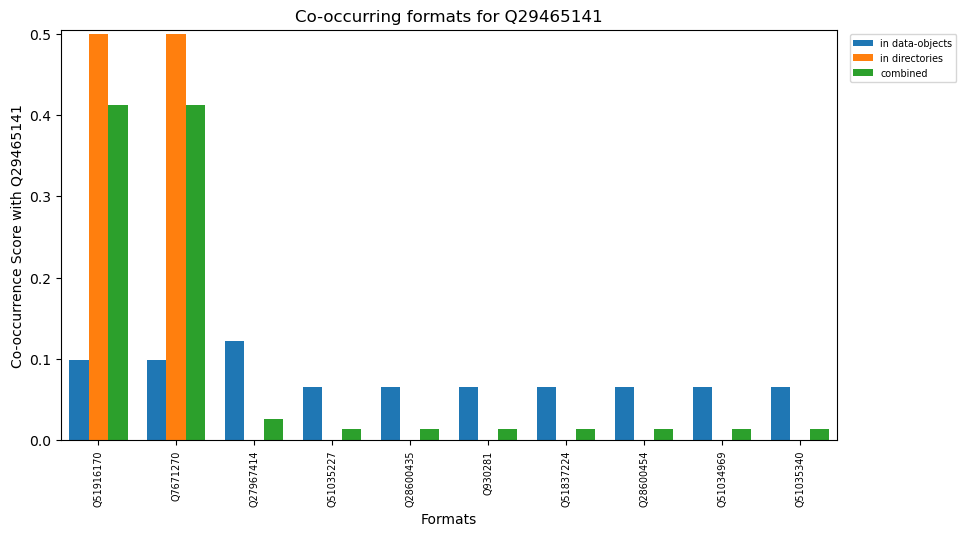 Co-occurring formats for Q29465141
in data-objects
in directories
combined
Co-occurrence Score with Q29465141
0.5
0.4
0.3
0.2
0.1
0.0
Q51916170
Q7671270
Q27967414
Q51035227
Q28600435
Q930281
Q51837224
Q28600454
Q51034969
Q51035340
Formats